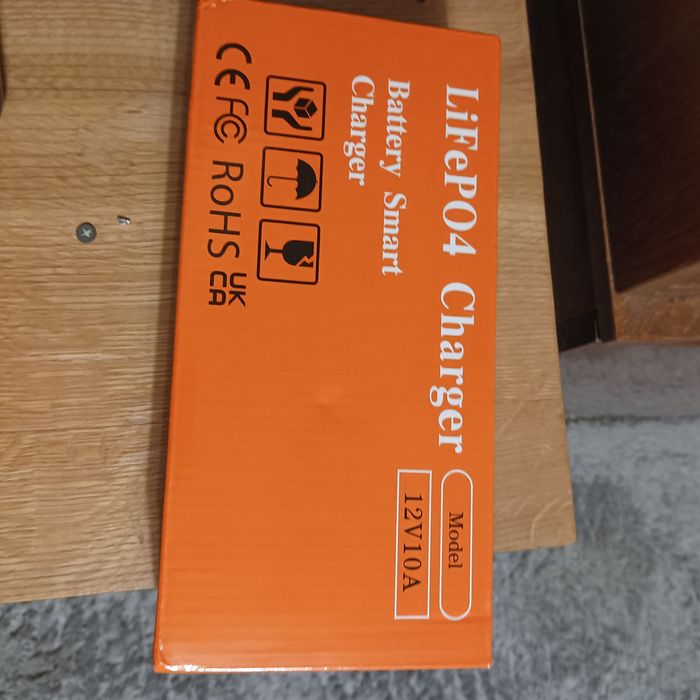 LiFePO4 Charger
Model
Battery Smart
Charger
12V10A
CE FC RoHS UK
CA